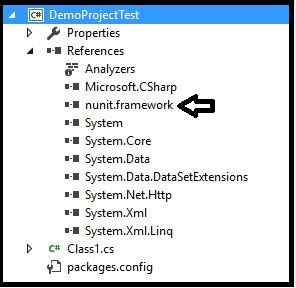 C# DemoProjectTest
Properties
References
Analyzers
Microsoft.CSharp
nunit.framework
System
System.Core
System.Data
System.Data.DataSetExtensions
System.Net.Http
System.Xml
System.Xml.Linq
C# Class1.cs
packages.config